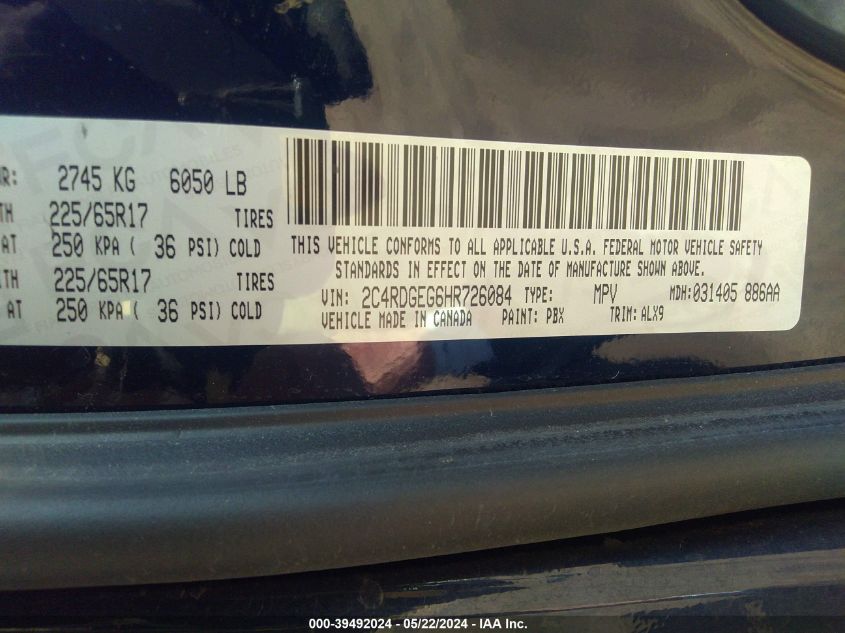 R: 2745 KG 6050 LB
TH 225/65R17 TIRES
AT 250 KPA ( 36 PSI) COLD
TH 225/65R17 TIRES
AT 250 KPA ( 36 PSI) COLD
THIS VEHICLE CONFORMS TO ALL APPLICABLE U.S.A. FEDERAL MOTOR VEHICLE SAFETY
STANDARDS IN EFFECT ON THE DATE OF MANUFACTURE SHOWN ABOVE.
VIN: 2C4RDGEG6HR726084 TYPE: MPV MDH:031405 886AA
VEHICLE MADE IN CANADA PAINT: PBX TRIM: ALX9
000-39492024 - 05/22/2024 - IAA Inc.